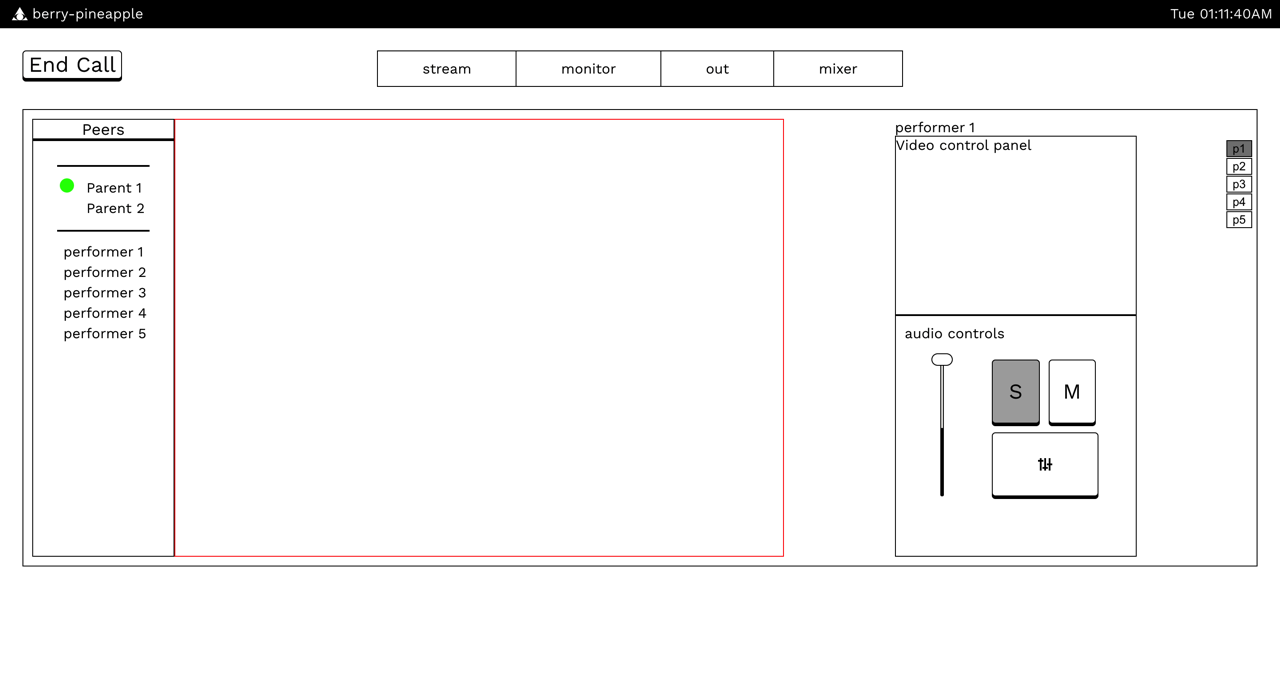 berry-pineapple
Tue 01:11:40AM
End Call
stream
monitor
out
mixer
Peers
Parent 1
Parent 2
performer 1
performer 2
performer 3
performer 4
performer 5
performer 1
Video control panel
audio controls
S
M
p1
p2
p3
p4
p5